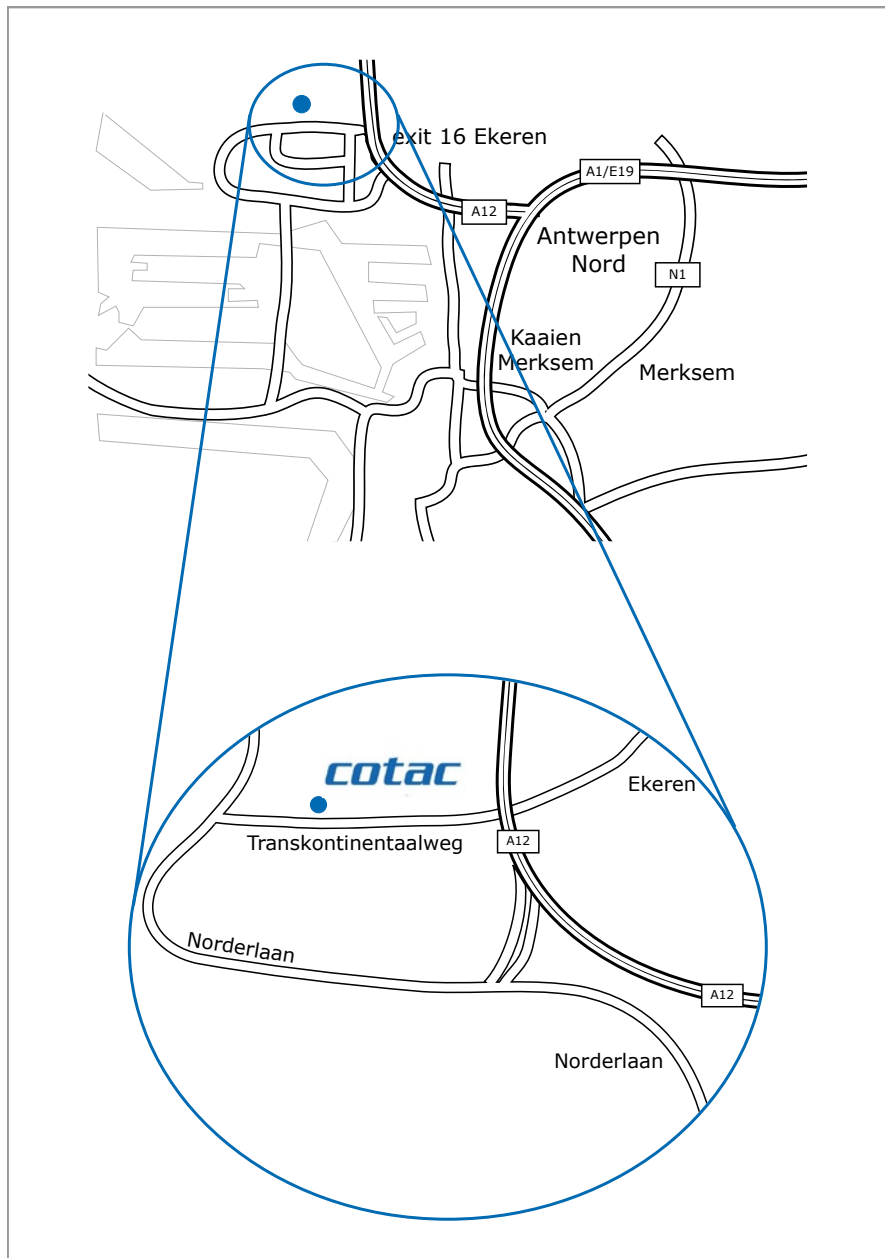 exit 16 Ekeren
A1/E19
A12
Antwerpen
Nord
N1
Kaaien
Merksem
Merksem
cotac
Ekeren
Transkontinentaalweg
A12
Norderlaan
A12
Norderlaan